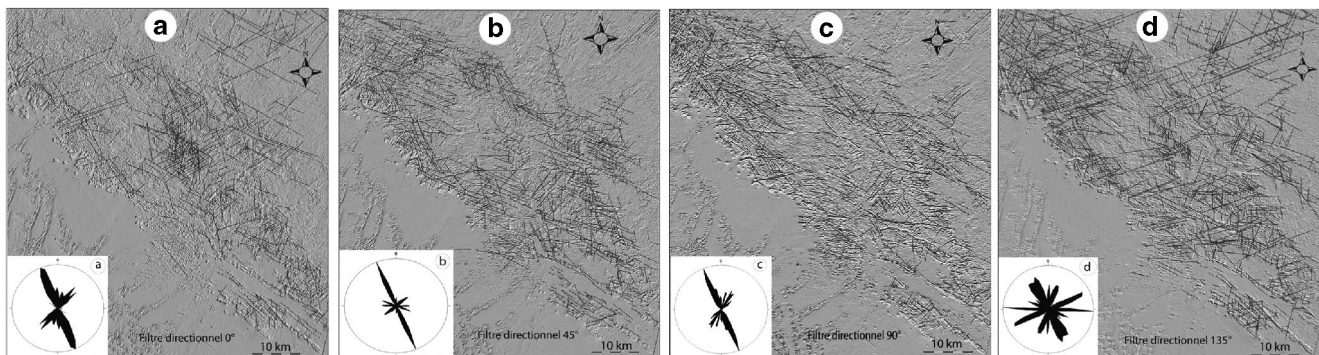 a
N
a
Filtre directionnel 0°
10 km
b
N
b
Filtre directionnel 45°
10 km
c
N
c
Filtre directionnel 90°
10 km
d
N
d
Filtre directionnel 135°
10 km